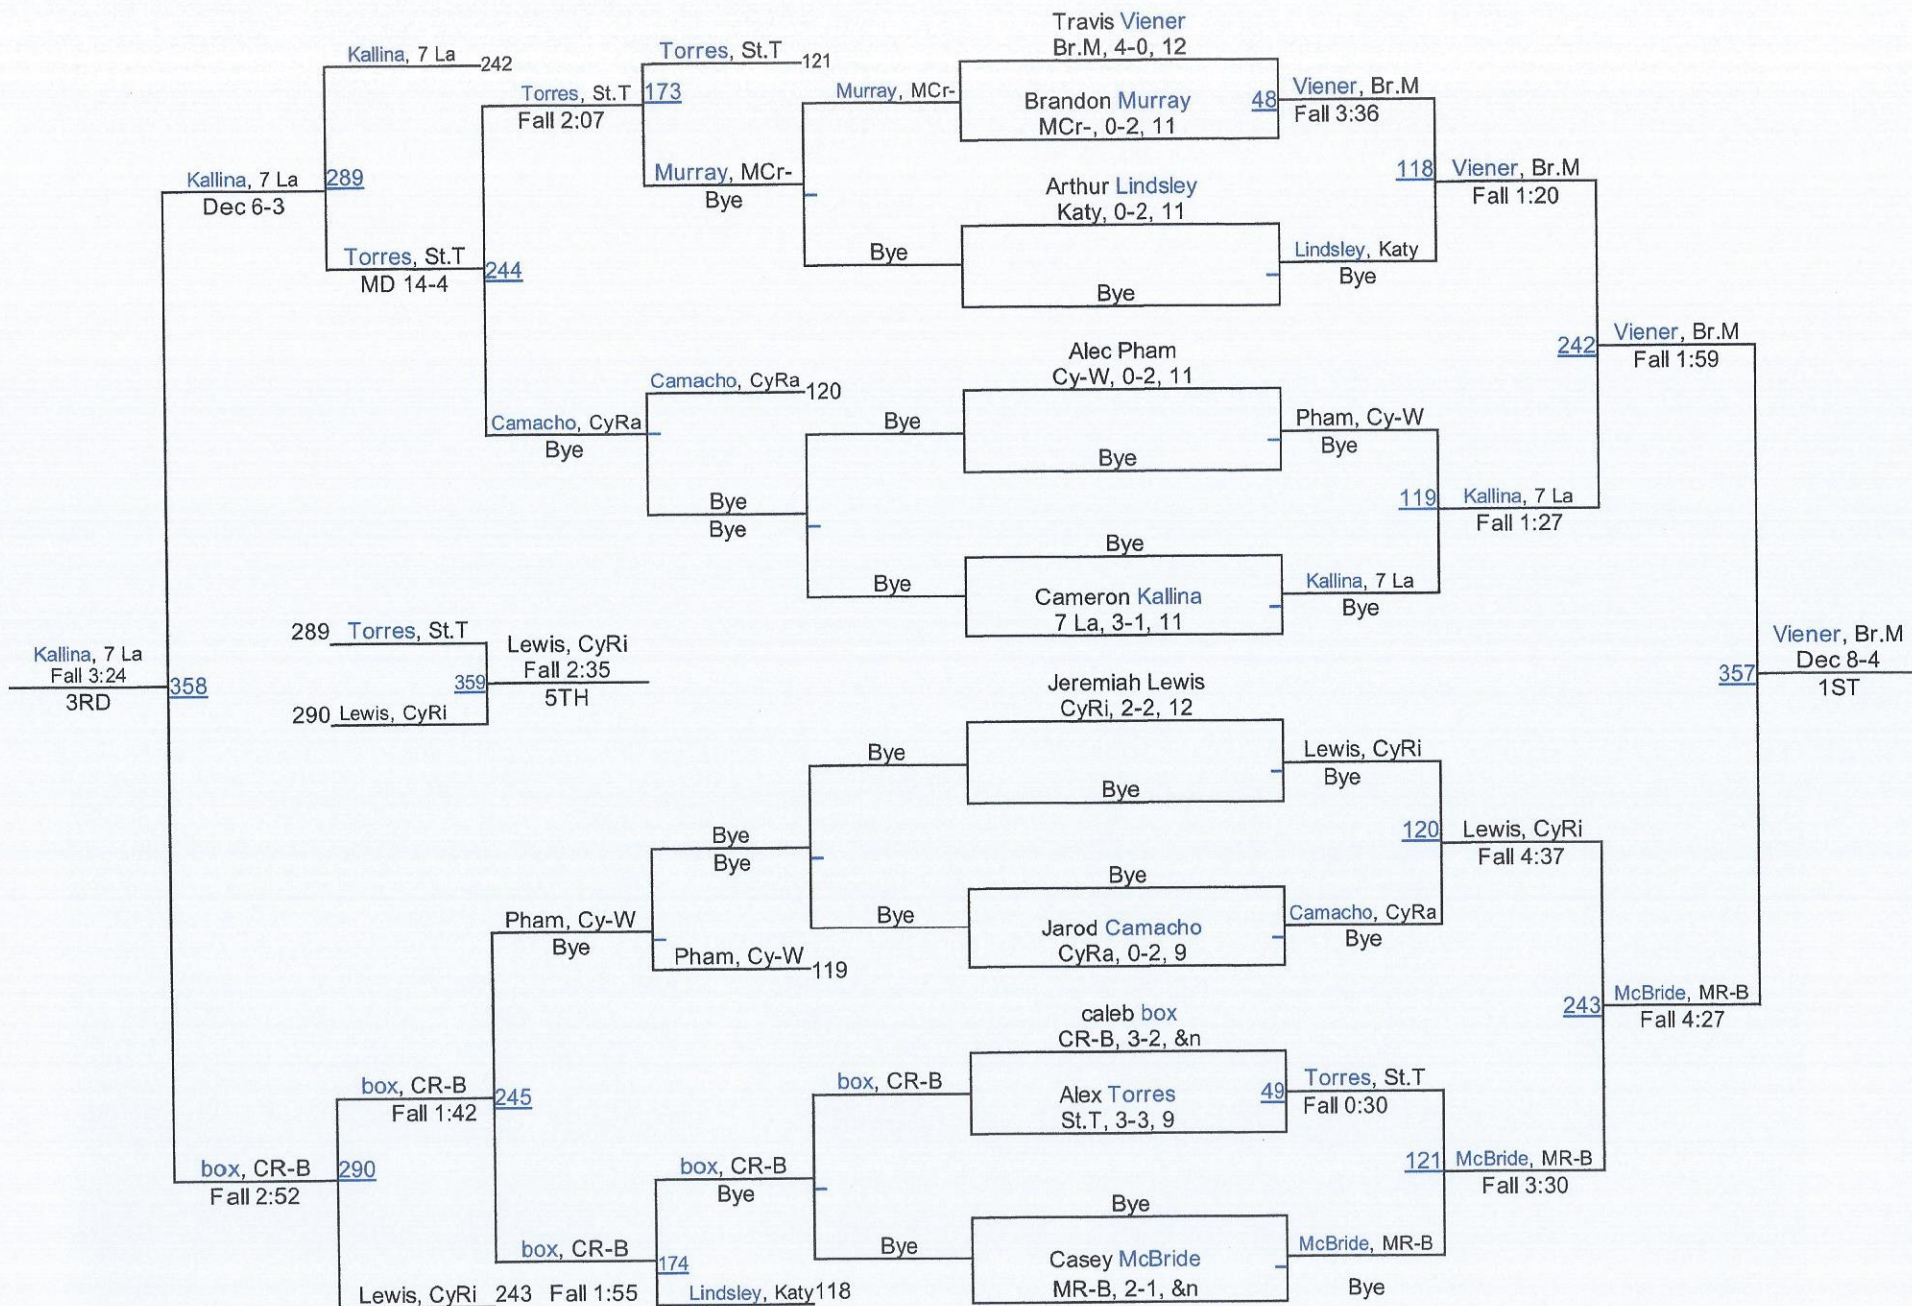 Travis Viener
Br.M, 4-0, 12
Brandon Murray
MCr-, 0-2, 11
48
Viener, Br.M
Fall 3:36
Arthur Lindsley
Katy, 0-2, 11
Bye
Lindsley, Katy
Bye
118
Viener, Br.M
Fall 1:20
Alec Pham
Cy-W, 0-2, 11
Bye
Pham, Cy-W
Bye
Bye
Cameron Kallina
7 La, 3-1, 11
Kallina, 7 La
Bye
119
Kallina, 7 La
Fall 1:27
242
Viener, Br.M
Fall 1:59
Jeremiah Lewis
CyRi, 2-2, 12
Bye
Lewis, CyRi
Bye
Bye
Jarod Camacho
CyRa, 0-2, 9
Camacho, CyRa
Bye
120
Lewis, CyRi
Fall 4:37
caleb box
CR-B, 3-2, &n
Alex Torres
St.T, 3-3, 9
49
Torres, St.T
Fall 0:30
Bye
Casey McBride
MR-B, 2-1, &n
McBride, MR-B
Bye
121
McBride, MR-B
Fall 3:30
243
McBride, MR-B
Fall 4:27
357
Viener, Br.M
Dec 8-4
1ST
Murray, MCr-
Bye
Murray, MCr-
Bye
Torres, St.T
121
173
Torres, St.T
Fall 2:07
Bye
Bye
Bye
Bye
Camacho, CyRa
120
Camacho, CyRa
Bye
244
Torres, St.T
MD 14-4
Kallina, 7 La
242
289
Kallina, 7 La
Dec 6-3
Kallina, 7 La
Fall 3:24
3RD
358
289
Torres, St.T
290
Lewis, CyRi
359
Lewis, CyRi
Fall 2:35
5TH
Bye
Bye
Bye
Bye
Pham, Cy-W
119
Pham, Cy-W
Bye
box, CR-B
Bye
box, CR-B
Bye
Lindsley, Katy
118
174
box, CR-B
Fall 1:55
245
box, CR-B
Fall 1:42
Lewis, CyRi
243
290
box, CR-B
Fall 2:52